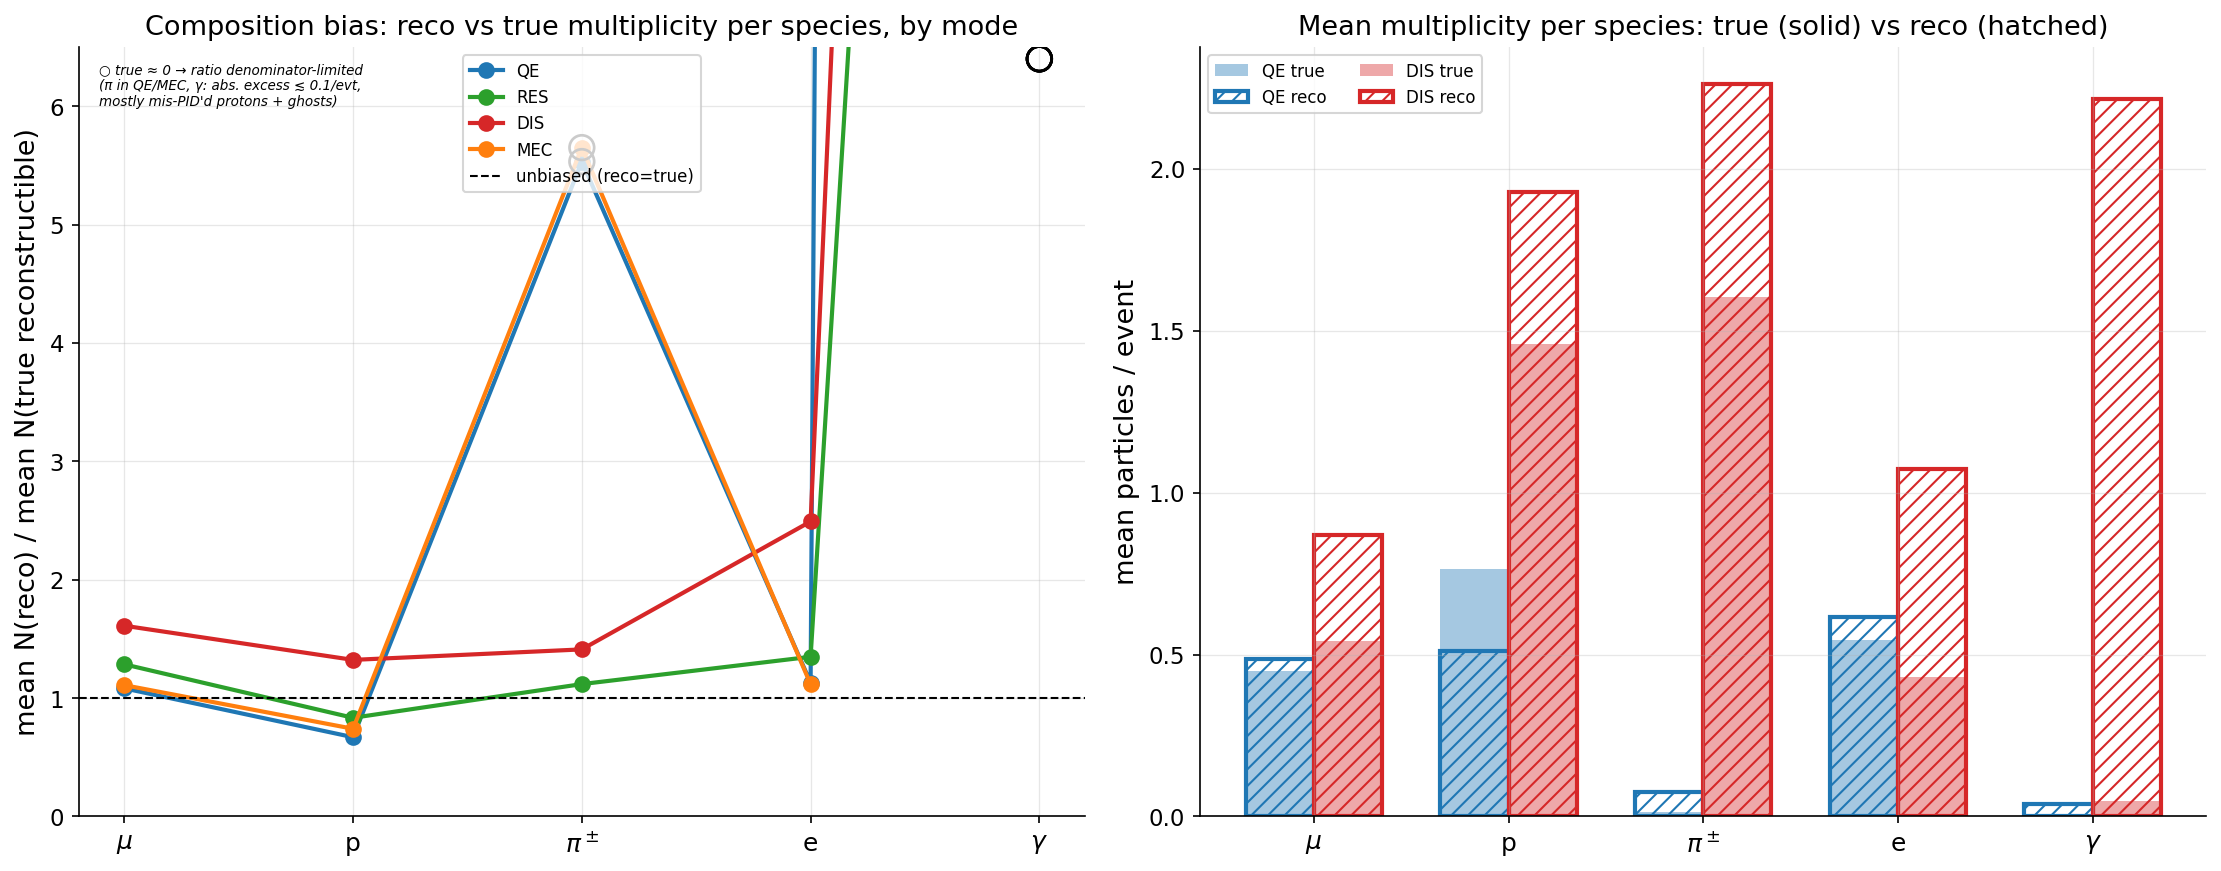 Composition bias: reco vs true multiplicity per species, by mode
○ true ≈ 0 → ratio denominator-limited
(π in QE/MEC, γ: abs. excess ≲ 0.1/evt,
mostly mis-PID'd protons + ghosts)
QE
RES
DIS
MEC
unbiased (reco=true)
mean N(reco) / mean N(true reconstructible)
6
5
4
3
2
1
0
μ p π± e γ
Mean multiplicity per species: true (solid) vs reco (hatched)
QE true
QE reco
DIS true
DIS reco
mean particles / event
2.0
1.5
1.0
0.5
0.0
μ p π± e γ